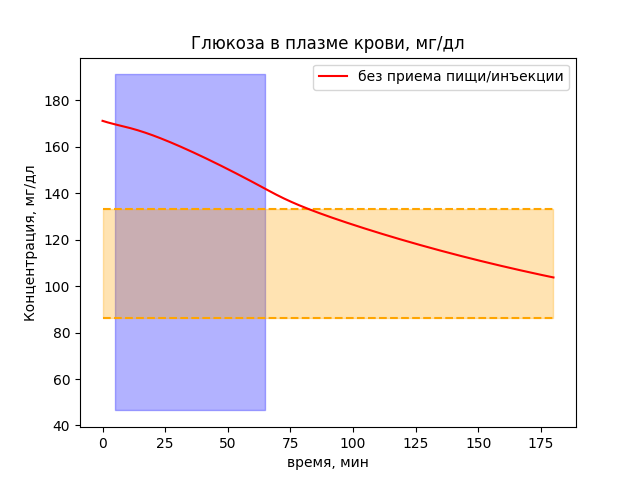 Глюкоза в плазме крови, мг/дл
без приема пищи/инъекции
Концентрация, мг/дл
180
160
140
120
100
80
60
40
0 25 50 75 100 125 150 175
время, мин